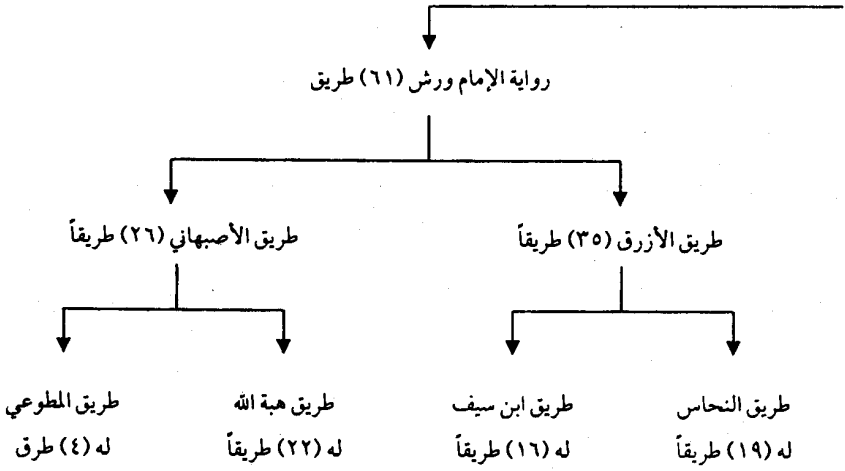 رواية الإمام ورش (٦١) طريق
طريق الأزرق (٣٥) طريقاً
طريق الأصبهاني (٢٦) طريقاً
طريق النحاس
له (١٩) طريقاً
طريق ابن سيف
له (١٦) طريقاً
طريق هبة الله
له (٢٢) طريقاً
طريق المطوعي
له (٤) طرق